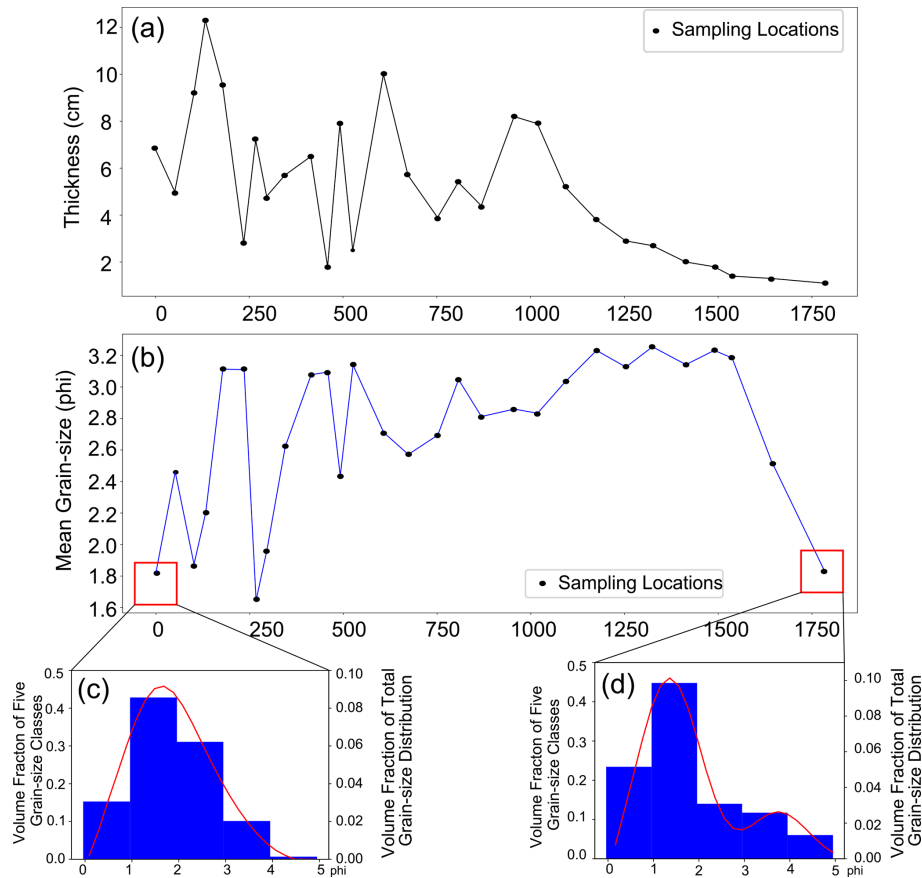 (a)
Sampling Locations
Thickness (cm)
12
10
8
6
4
2
0 250 500 750 1000 1250 1500 1750
(b)
Mean Grain-size (phi)
3.2
3.0
2.8
2.6
2.4
2.2
2.0
1.8
1.6
Sampling Locations
0 250 500 750 1000 1250 1500 1750
(c)
Volume Fracton of Five
Grain-size Classes
0.5
0.4
0.3
0.2
0.1
0.0
0.10
0.08
0.06
0.04
0.02
0.00
Volume Fraction of Total
Grain-size Distribution
0 1 2 3 4 5 phi
(d)
Volume Fracton of Five
Grain-size Classes
0.5
0.4
0.3
0.2
0.1
0.0
0.10
0.08
0.06
0.04
0.02
0.00
Volume Fraction of Total
Grain-size Distribution
0 1 2 3 4 5 phi